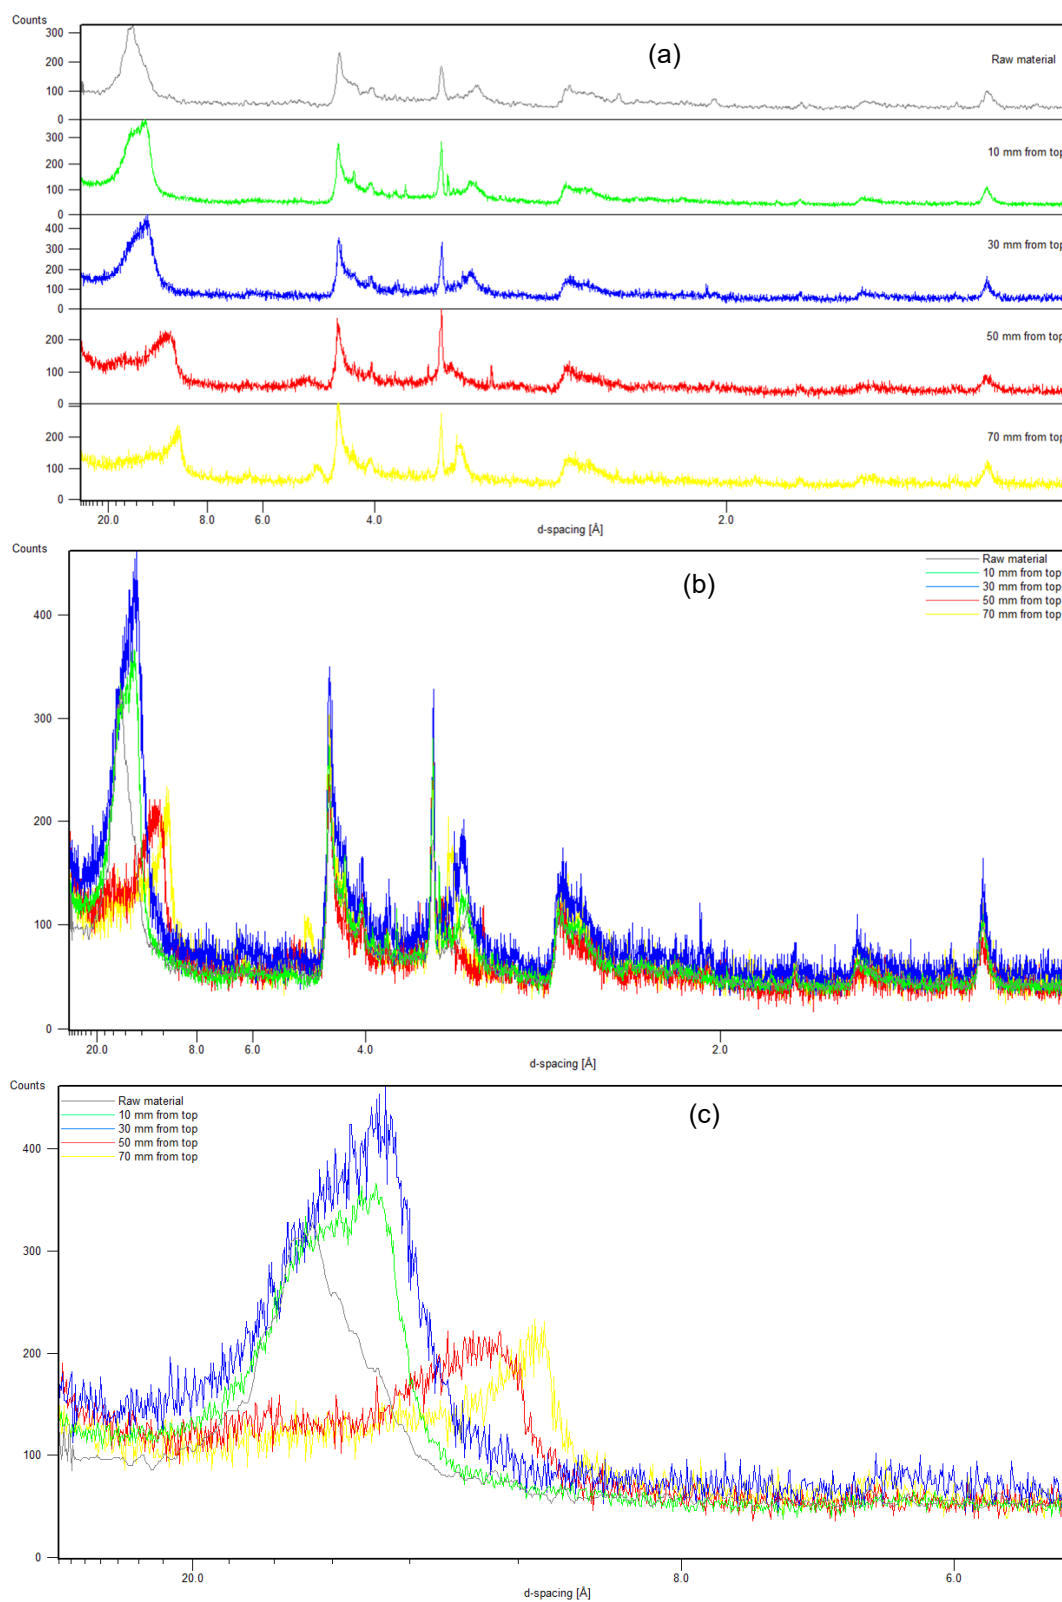 Counts
(a)
300
200
100
0
Raw material
300
200
100
0
10 mm from top
400
300
200
100
0
30 mm from top
200
100
0
50 mm from top
200
100
0
70 mm from top
20.0 8.0 6.0 4.0 2.0
d-spacing [Å]
Counts
(b)
Raw material
10 mm from top
30 mm from top
50 mm from top
70 mm from top
400
300
200
100
0
20.0 8.0 6.0 4.0 2.0
d-spacing [Å]
Counts
(c)
Raw material
10 mm from top
30 mm from top
50 mm from top
70 mm from top
400
300
200
100
0
20.0 8.0 6.0
d-spacing [Å]